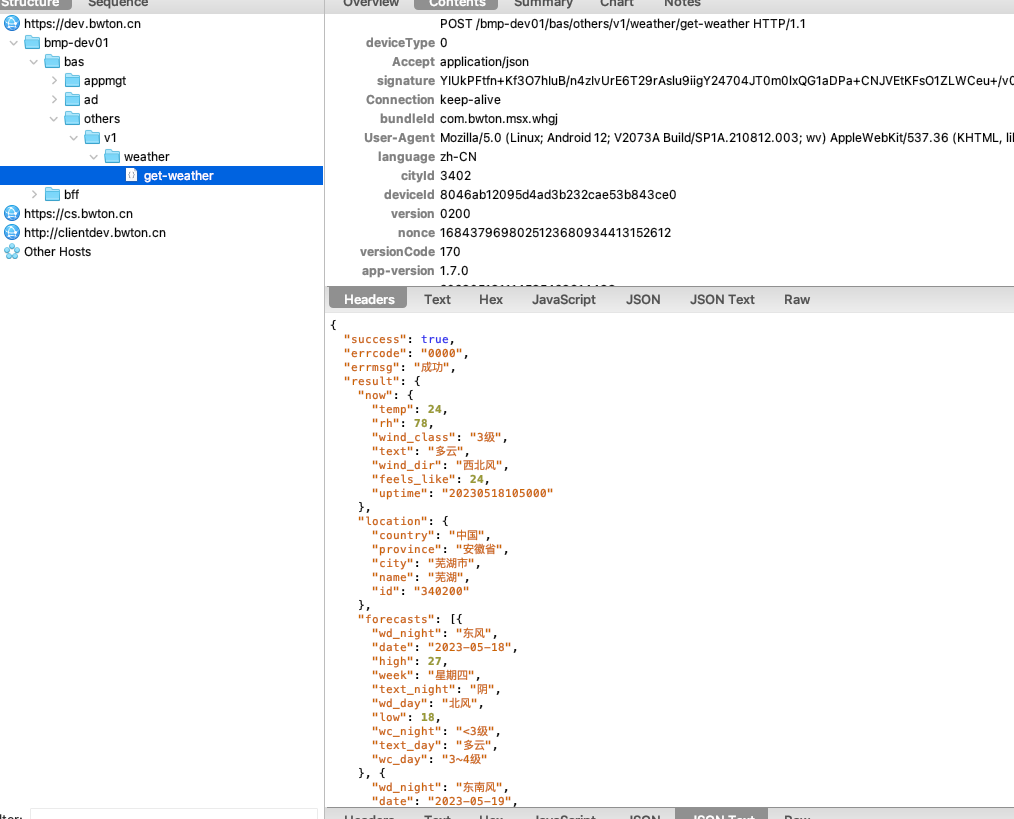 Structure Sequence
https://dev.bwton.cn
bmp-dev01
bas
appmgt
ad
others
v1
weather
get-weather
bff
https://cs.bwton.cn
http://clientdev.bwton.cn
Other Hosts
Overview Contents Summary Chart Notes
POST /bmp-dev01/bas/others/v1/weather/get-weather HTTP/1.1
deviceType 0
Accept application/json
signature
Connection keep-alive
bundleId com.bwton.msx.whgj
User-Agent Mozilla/5.0 (Linux; Android 12; V2073A Build/SP1A.210812.003; wv) AppleWebKit/537.36 (KHTML, li
language zh-CN
cityId 3402
deviceId 8046ab12095d4ad3b232cae53b843ce0
version 0200
nonce 1684379698025123680934413152612
versionCode 170
app-version 1.7.0
Headers Text Hex JavaScript JSON JSON Text Raw
{
"success": true,
"errcode": "0000",
"errmsg": "成功",
"result": {
"now": {
"temp": 24,
"rh": 78,
"wind_class": "3级",
"text": "多云",
"wind_dir": "西北风",
"feels_like": 24,
"uptime": "20230518105000"
},
"location": {
"country": "中国",
"province": "安徽省",
"city": "芜湖市",
"name": "芜湖",
"id": "340200"
},
"forecasts": [{
"wd_night": "东风",
"date": "2023-05-18",
"high": 27,
"week": "星期四",
"text_night": "阴",
"wd_day": "北风",
"low": 18,
"wc_night": "<3级",
"text_day": "多云",
"wc_day": "3~4级"
}, {
"wd_night": "东南风",
"date": "2023-05-19",
Headers Text Hex JavaScript JSON JSON Text Raw